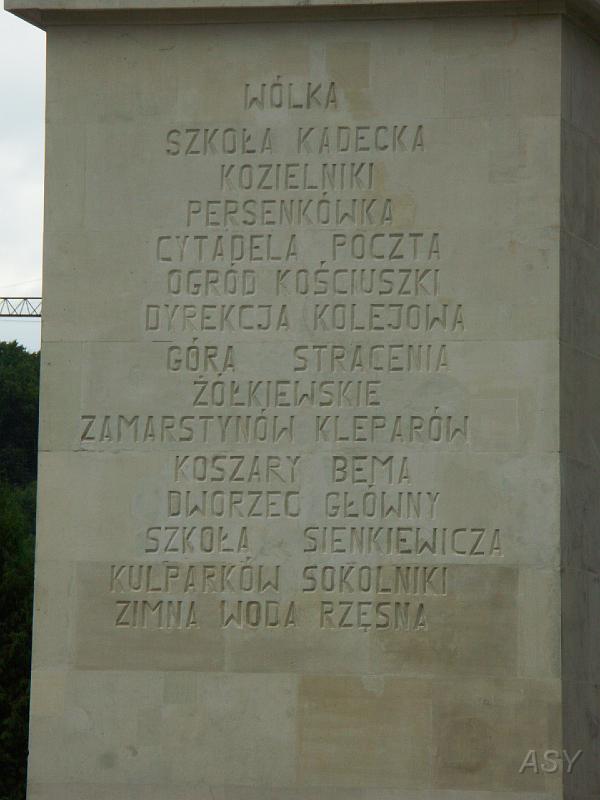 WÓLKA
SZKOŁA KADECKA
KOZIELNIKI
PERSENKÓWKA
CYTADELA POCZTA
OGRÓD KOŚCIUSZKI
DYREKCJA KOLEJOWA
GÓRA STRACENIA
ŻÓŁKIEWSKIE
ZAMARSTYNÓW KLEPARÓW
KOSZARY BEMA
DWORZEC GŁÓWNY
SZKOŁA SIENKIEWICZA
KULPARKÓW SOKOLNIKI
ZIMNA WODA RZĘSNA
ASY